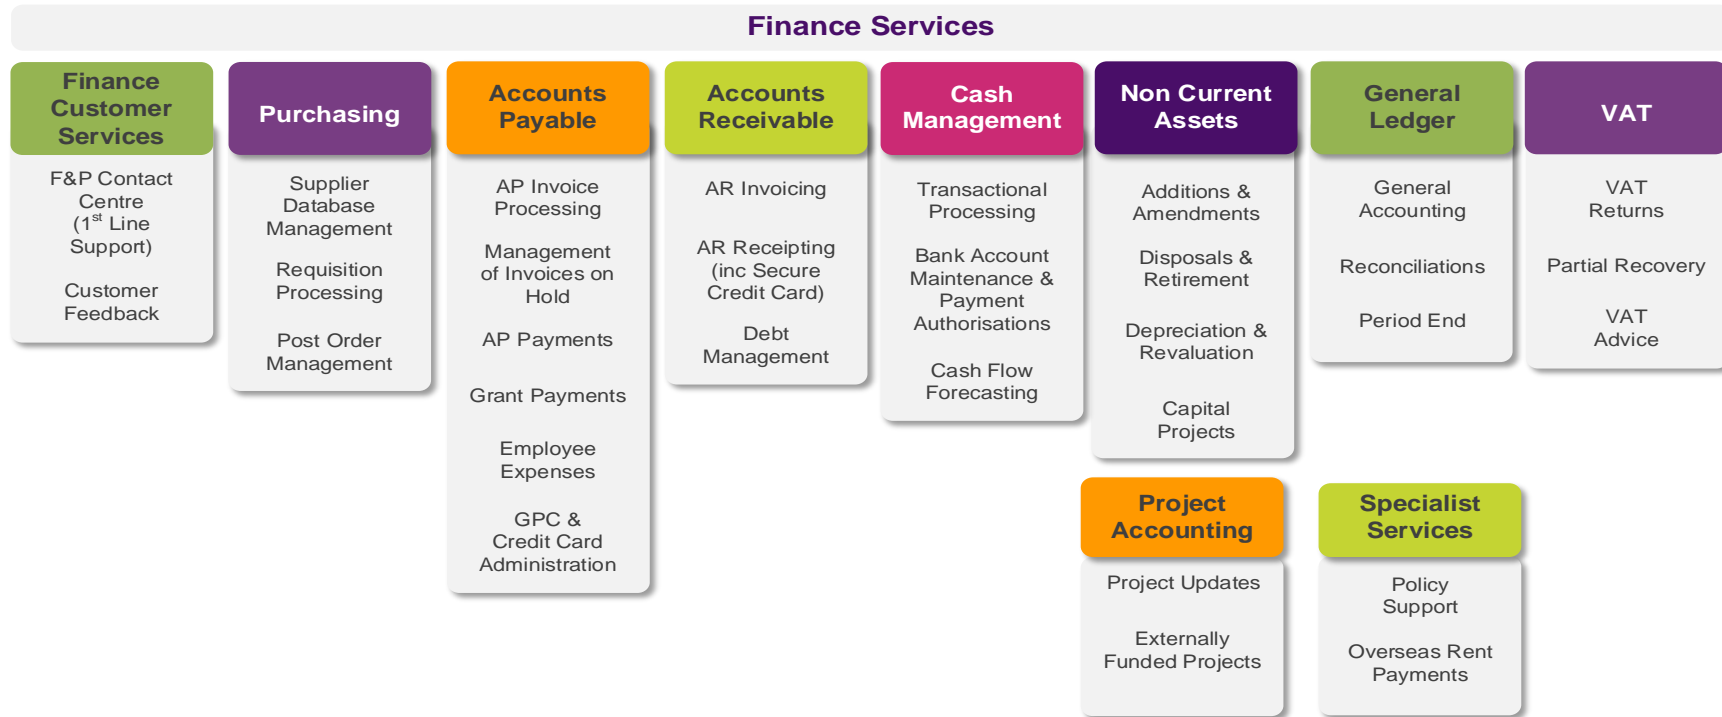 Finance Services
Finance
Customer
Services
F&P Contact
Centre
(1st Line
Support)
Customer
Feedback
Purchasing
Supplier
Database
Management
Requisition
Processing
Post Order
Management
Accounts
Payable
AP Invoice
Processing
Management
of Invoices on
Hold
AP Payments
Grant Payments
Employee
Expenses
GPC &
Credit Card
Administration
Accounts
Receivable
AR Invoicing
AR Receipting
(inc Secure
Credit Card)
Debt
Management
Cash
Management
Transactional
Processing
Bank Account
Maintenance &
Payment
Authorisations
Cash Flow
Forecasting
Non Current
Assets
Additions &
Amendments
Disposals &
Retirement
Depreciation &
Revaluation
Capital
Projects
General
Ledger
General
Accounting
Reconciliations
Period End
VAT
VAT
Returns
Partial Recovery
VAT
Advice
Project
Accounting
Project Updates
Externally
Funded Projects
Specialist
Services
Policy
Support
Overseas Rent
Payments